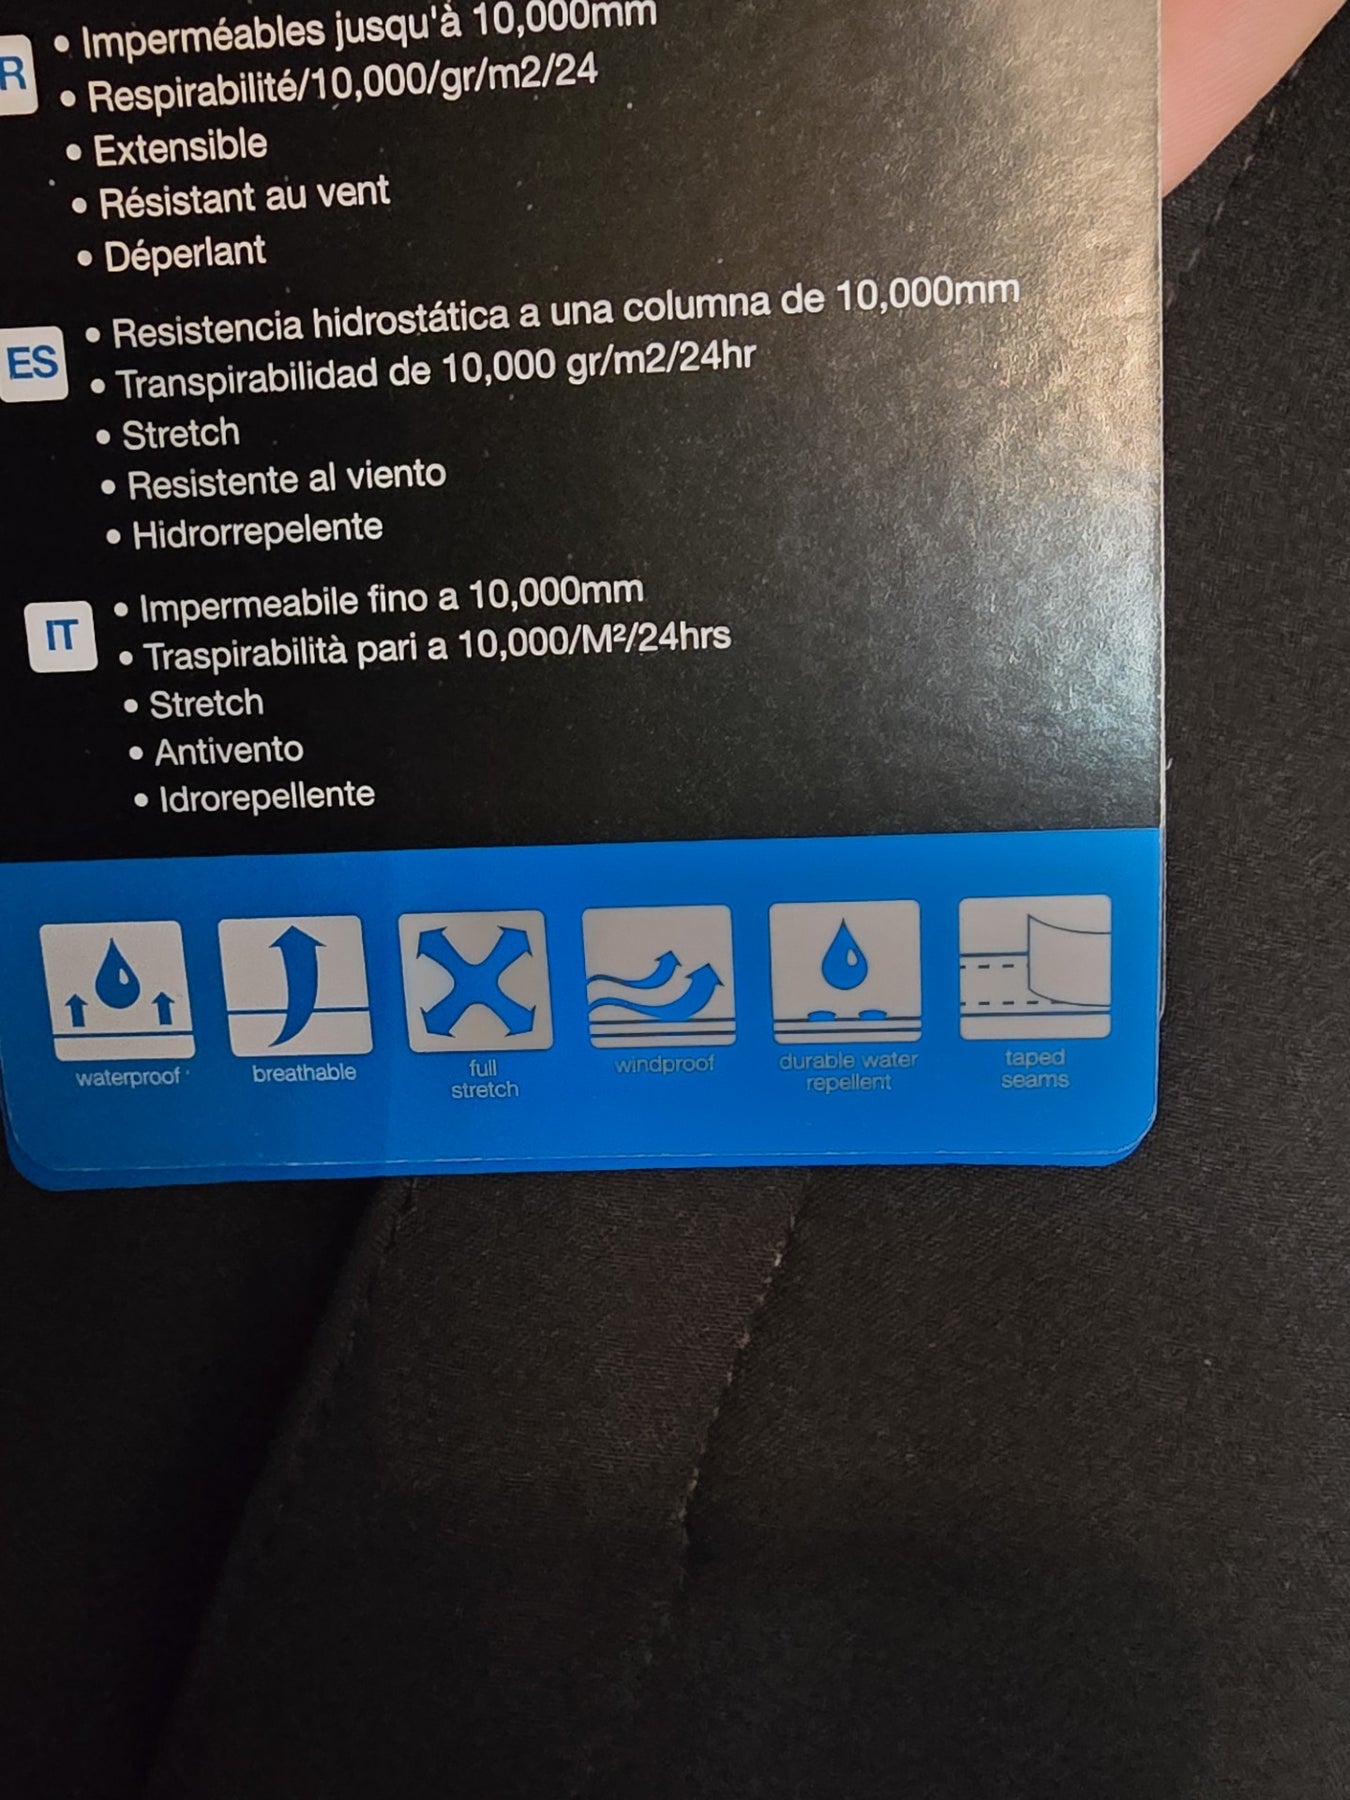 R
• Imperméables jusqu'à 10,000mm
• Respirabilité/10,000/gr/m2/24
• Extensible
• Résistant au vent
• Déperlant
ES
• Resistencia hidrostática a una columna de 10,000mm
• Transpirabilidad de 10,000 gr/m2/24hr
• Stretch
• Resistente al viento
• Hidrorrepelente
IT
• Impermeabile fino a 10,000mm
• Traspirabilità pari a 10,000/M²/24hrs
• Stretch
• Antivento
• Idrorepellente
waterproof
breathable
full
stretch
windproof
durable water
repellent
taped
seams